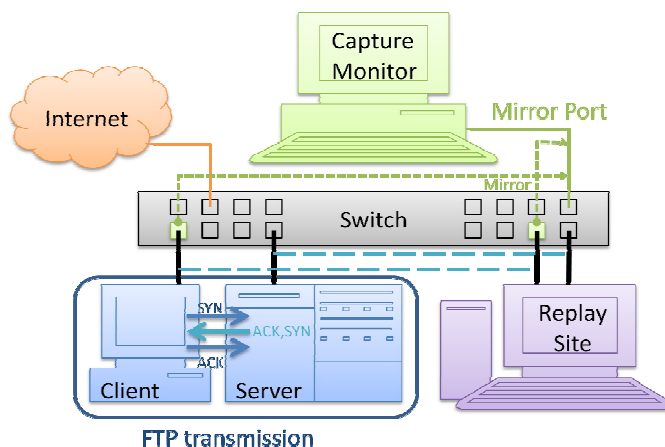 Capture
Monitor
Internet
Mirror Port
Mirror
Switch
SYN
ACK,SYN
ACK
Client
Server
Replay
Site
FTP transmission